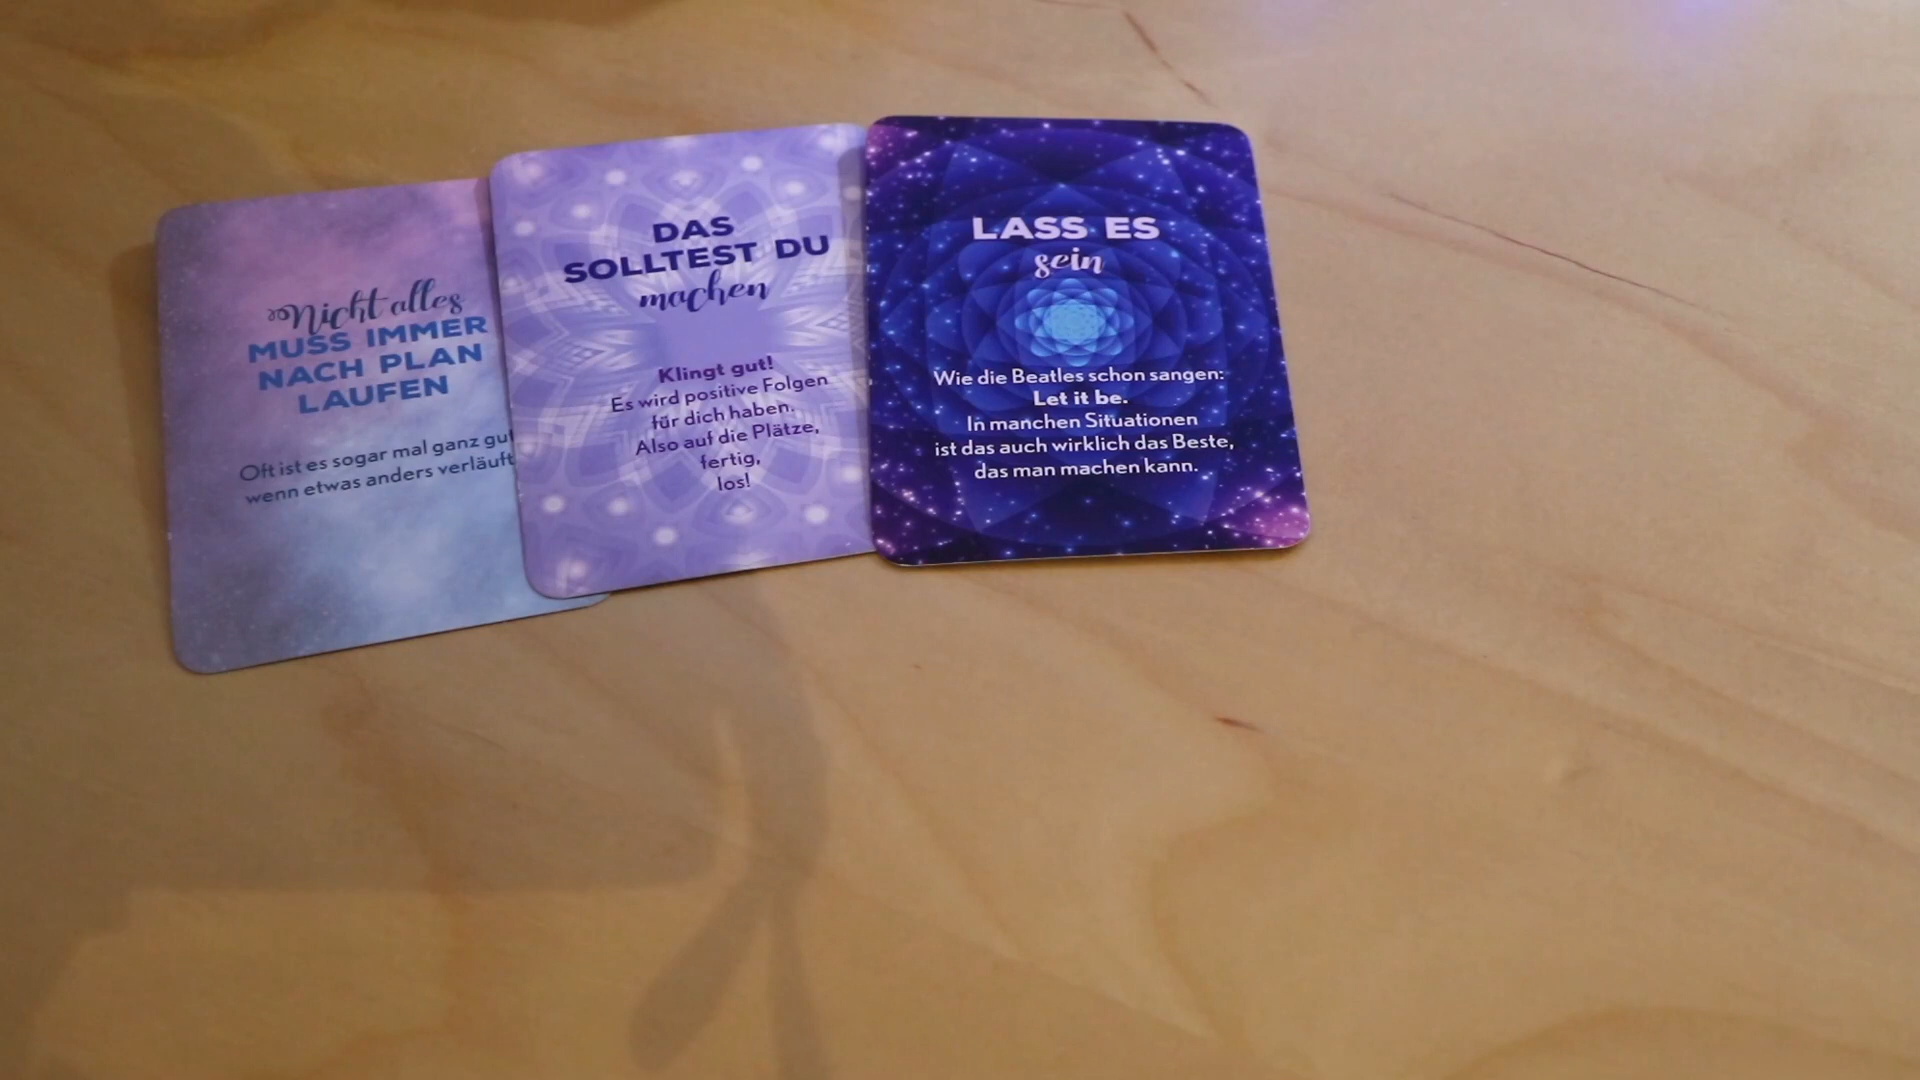 Nicht alles
MUSS IMMER
NACH PLAN
LAUFEN
Oft ist es sogar mal ganz gut
wenn etwas anders verläuft
DAS
SOLLTEST DU
machen
Klingt gut!
Es wird positive Folgen
für dich haben.
Also auf die Plätze,
fertig,
los!
LASS ES
sein
Wie die Beatles schon sangen:
Let it be.
In manchen Situationen
ist das auch wirklich das Beste,
das man machen kann.